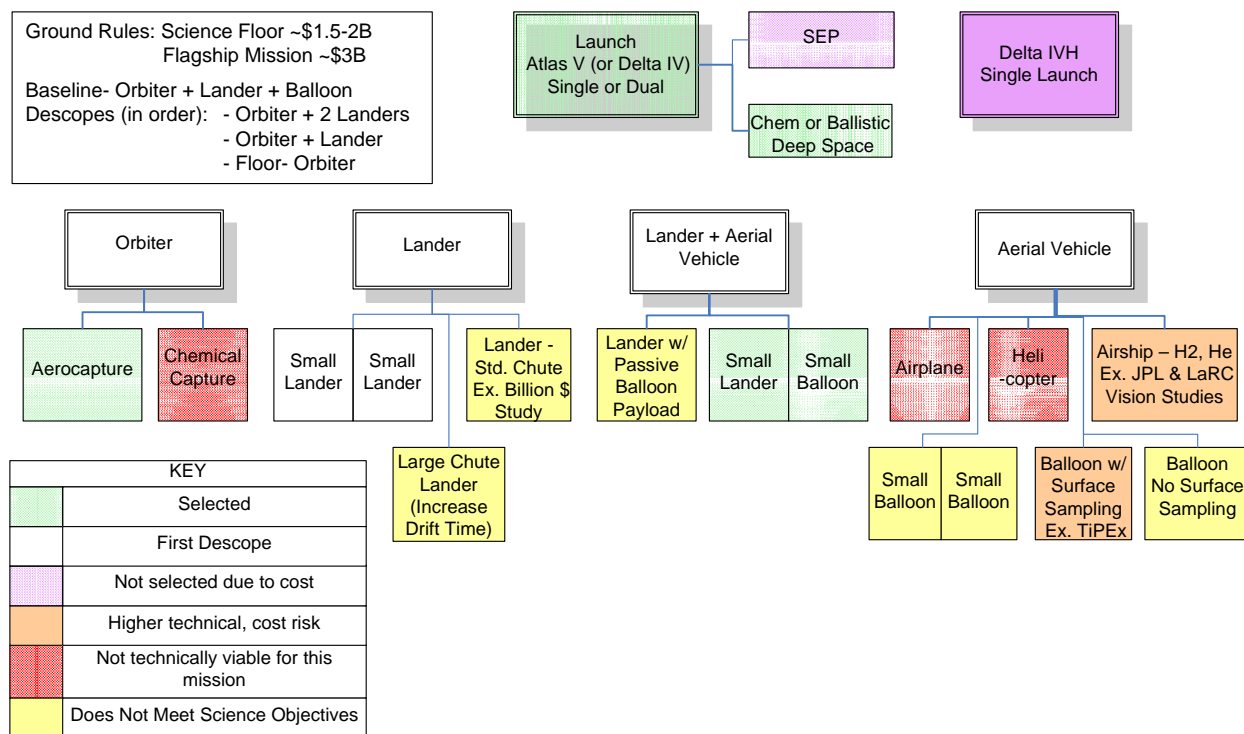 Ground Rules: Science Floor ~$1.5-2B
Flagship Mission ~$3B
Baseline- Orbiter + Lander + Balloon
Descopes (in order): - Orbiter + 2 Landers
- Orbiter + Lander
- Floor- Orbiter
Launch
Atlas V (or Delta IV)
Single or Dual
SEP
Chem or Ballistic
Deep Space
Delta IVH
Single Launch
Orbiter
Lander
Lander + Aerial
Vehicle
Aerial Vehicle
Aerocapture
Chemical
Capture
Small
Lander
Small
Lander
Lander -
Std. Chute
Ex. Billion $
Study
Large Chute
Lander
(Increase
Drift Time)
Lander w/
Passive
Balloon
Payload
Small
Lander
Small
Balloon
Airplane
Heli
-copter
Airship – H2, He
Ex. JPL & LaRC
Vision Studies
Small
Balloon
Small
Balloon
Balloon w/
Surface
Sampling
Ex. TiPEx
Balloon
No Surface
Sampling
KEY
Selected
First Descope
Not selected due to cost
Higher technical, cost risk
Not technically viable for this
mission
Does Not Meet Science Objectives